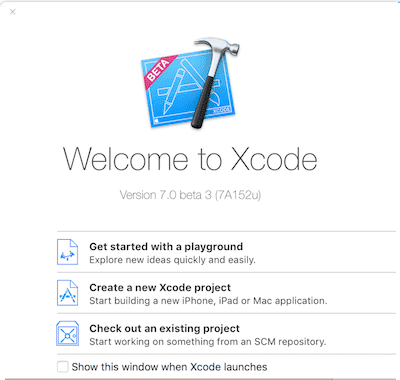 BETA
XCODE
Welcome to Xcode
Version 7.0 beta 3 (7A152u)
Get started with a playground
Explore new ideas quickly and easily.
Create a new Xcode project
Start building a new iPhone, iPad or Mac application.
Check out an existing project
Start working on something from an SCM repository.
Show this window when Xcode launches